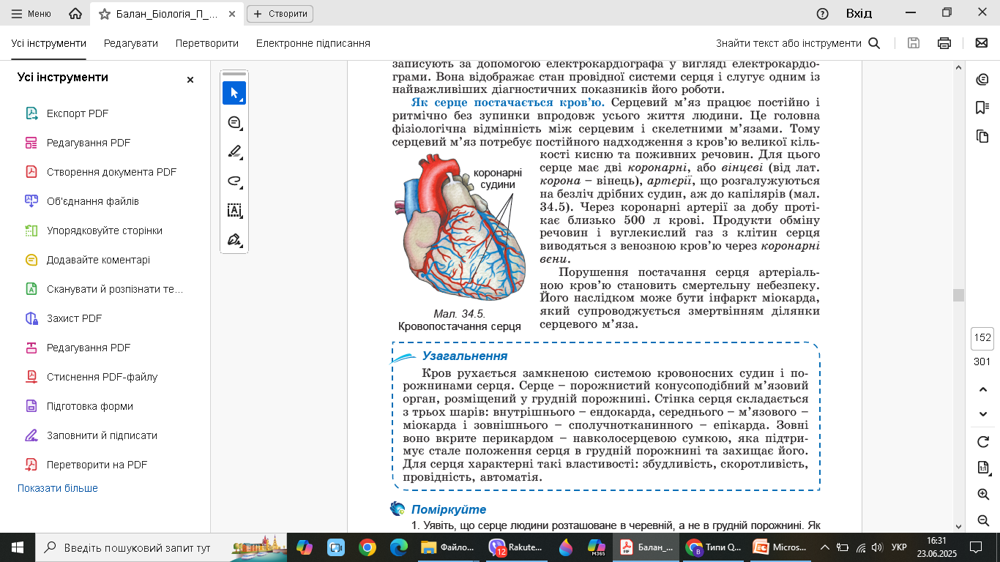 Меню
Балан_Біологія_П_...
Створити
Вхід
Усі інструменти
Редагувати
Перетворити
Електронне підписання
Знайти текст або інструменти
Усі інструменти
Експорт PDF
Редагування PDF
Створення документа PDF
Об'єднання файлів
Упорядковуйте сторінки
Додавайте коментарі
Сканувати й розпізнати те...
Захист PDF
Редагування PDF
Стиснення PDF-файлу
Підготовка форми
Заповнити й підписати
Перетворити на PDF
Показати більше
записують за допомогою електрокардіографа у вигляді електрокардіо-
грами. Вона відображає стан провідної системи серця і слугує одним із
найважливіших діагностичних показників його роботи.
Як серце постачається кров’ю. Серцевий м’яз працює постійно і
ритмічно без зупинки впродовж усього життя людини. Це головна
фізіологічна відмінність між серцевим і скелетними м’язами. Тому
серцевий м’яз потребує постійного надходження з кров’ю великої кіль-
кості кисню та поживних речовин. Для цього
серце має дві коронарні, або вінцеві (від лат.
корона – вінець), артерії, що розгалужуються
на безліч дрібних судин, аж до капілярів (мал.
34.5). Через коронарні артерії за добу проті-
кає близько 500 л крові. Продукти обміну
речовин і вуглекислий газ з клітин серця
виводяться з венозною кров’ю через коронарні
вени.
Порушення постачання серця артеріаль-
ною кров’ю становить смертельну небезпеку.
Його наслідком може бути інфаркт міокарда,
який супроводжується змертвінням ділянки
серцевого м’яза.
коронарні
судини
Мал. 34.5.
Кровопостачання серця
Узагальнення
Кров рухається замкненою системою кровоносних судин і по-
рожнинами серця. Серце – порожнистий конусоподібний м’язовий
орган, розміщений у грудній порожнині. Стінка серця складається
з трьох шарів: внутрішнього – ендокарда, середнього – м’язового –
міокарда і зовнішнього – сполучнотканинного – епікарда. Зовні
воно вкрите перикардом – навколосерцевою сумкою, яка підтри-
мує стале положення серця в грудній порожнині та захищає його.
Для серця характерні такі властивості: збудливість, скоротливість,
провідність, автоматія.
Поміркуйте
1. Уявіть, що серце людини розташоване в черевній, а не в грудній порожнині. Як
152
301
1:1
Введіть пошуковий запит тут
M365
Файло...
12
Rakute...
Балан_...
Типи Q...
Micros...
УКР
16:31
23.06.2025